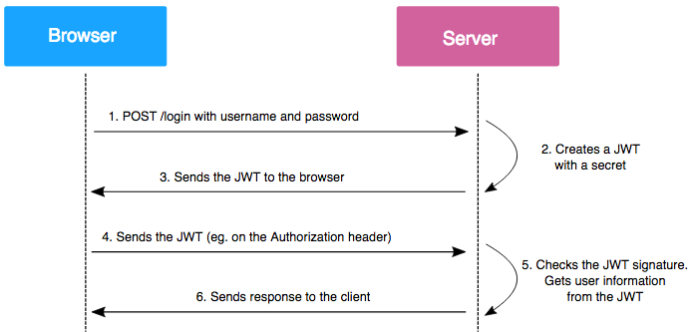 Browser
Server
1. POST /login with username and password
2. Creates a JWT
with a secret
3. Sends the JWT to the browser
4. Sends the JWT (eg. on the Authorization header)
5. Checks the JWT signature.
Gets user information
from the JWT
6. Sends response to the client